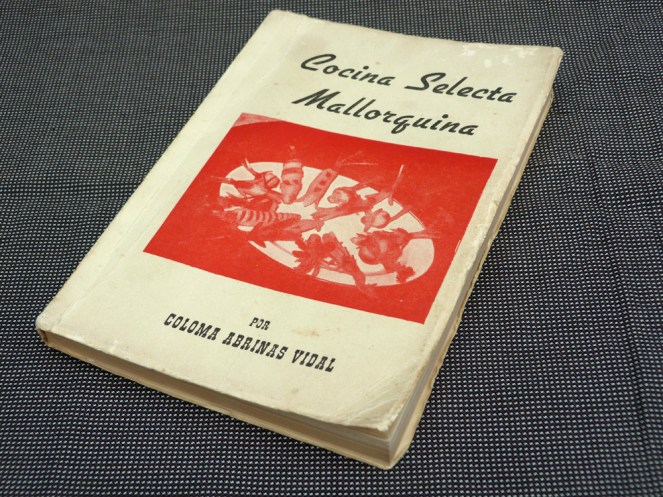 Cocina Selecta
Mallorquina
POR
COLOMA ABRINAS VIDAL